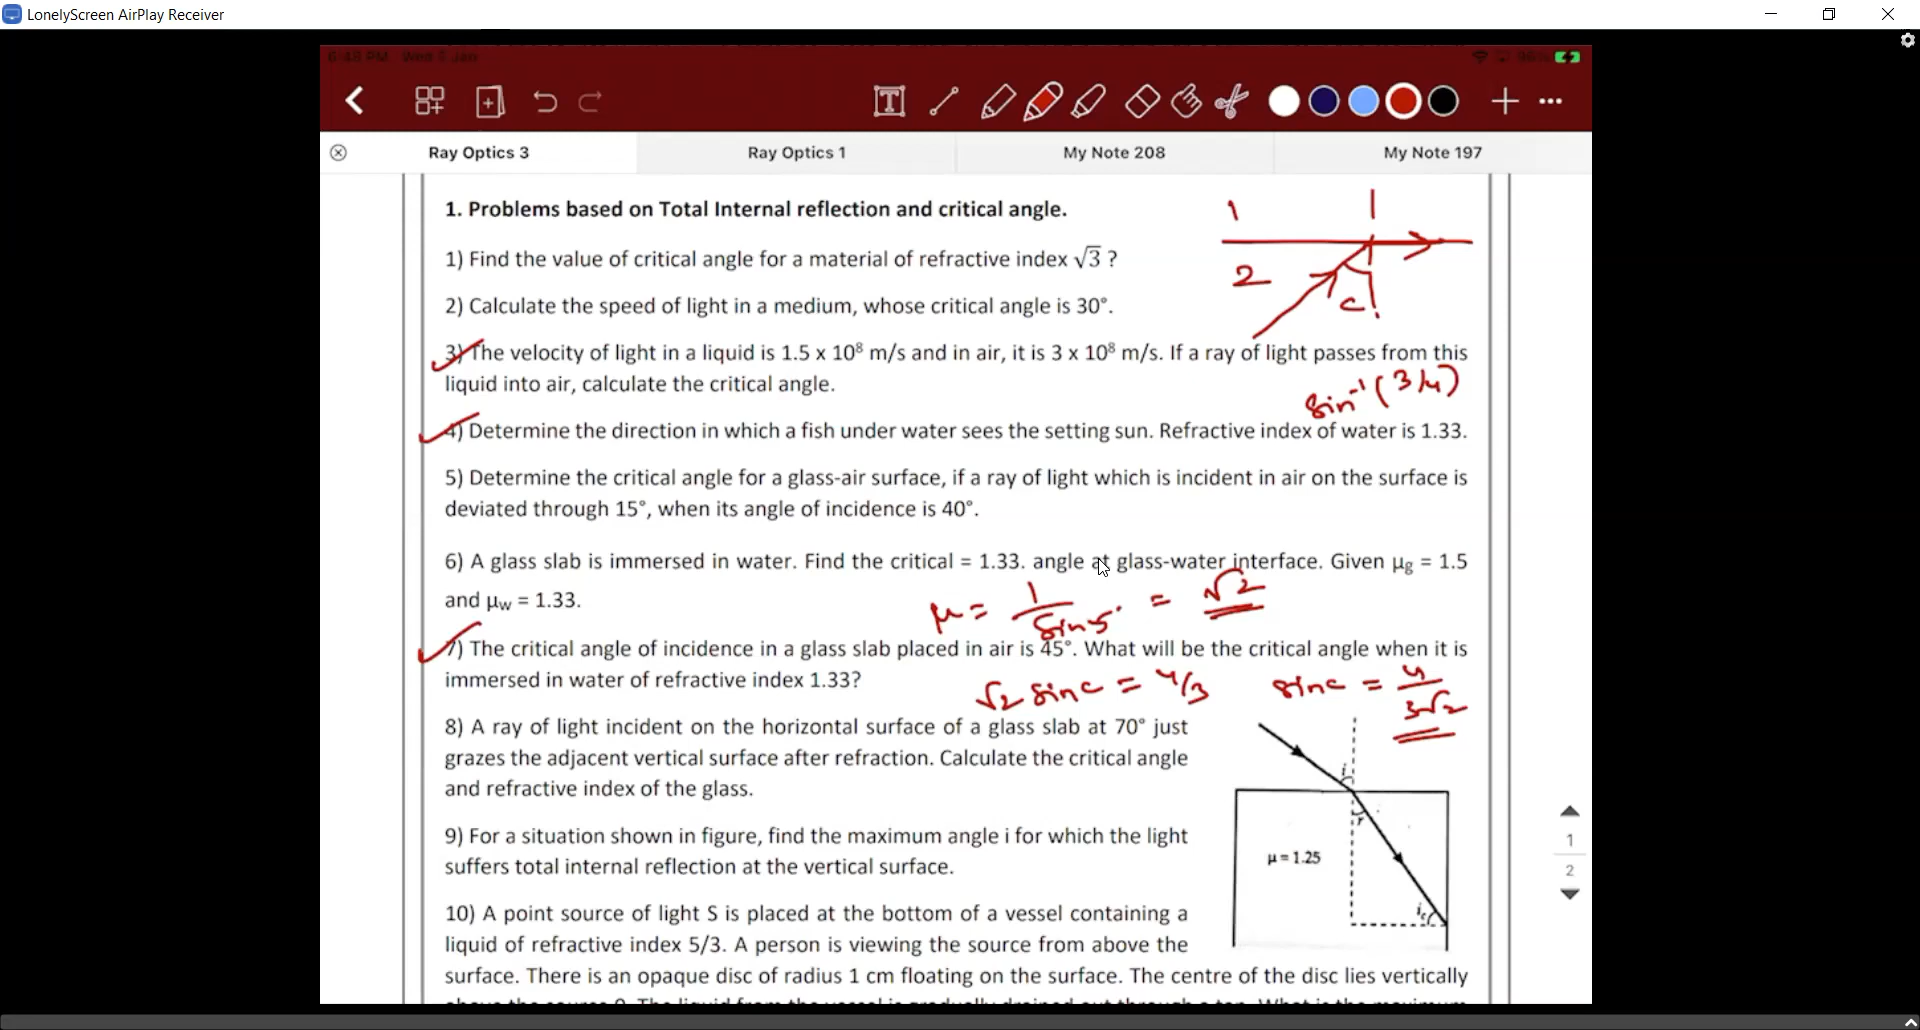 LonelyScreen AirPlay Receiver
6:48 PM Wed 5 Jan
Ray Optics 3 Ray Optics 1 My Note 208 My Note 197
1. Problems based on Total Internal reflection and critical angle.
1
2
c
1) Find the value of critical angle for a material of refractive index √3 ?
2) Calculate the speed of light in a medium, whose critical angle is 30°.
3) The velocity of light in a liquid is 1.5 x 10⁸ m/s and in air, it is 3 x 10⁸ m/s. If a ray of light passes from this
liquid into air, calculate the critical angle.
sin⁻¹(3/4)
4) Determine the direction in which a fish under water sees the setting sun. Refractive index of water is 1.33.
5) Determine the critical angle for a glass-air surface, if a ray of light which is incident in air on the surface is
deviated through 15°, when its angle of incidence is 40°.
6) A glass slab is immersed in water. Find the critical = 1.33. angle at glass-water interface. Given μg = 1.5
and μw = 1.33.
μ = 1/sin = √2
7) The critical angle of incidence in a glass slab placed in air is 45°. What will be the critical angle when it is
immersed in water of refractive index 1.33?
√2 sinc = 4/3 sinc = 4/3√2
8) A ray of light incident on the horizontal surface of a glass slab at 70° just
grazes the adjacent vertical surface after refraction. Calculate the critical angle
and refractive index of the glass.
i
r
μ = 1.25
ic
9) For a situation shown in figure, find the maximum angle i for which the light
suffers total internal reflection at the vertical surface.
10) A point source of light S is placed at the bottom of a vessel containing a
liquid of refractive index 5/3. A person is viewing the source from above the
surface. There is an opaque disc of radius 1 cm floating on the surface. The centre of the disc lies vertically
1
2